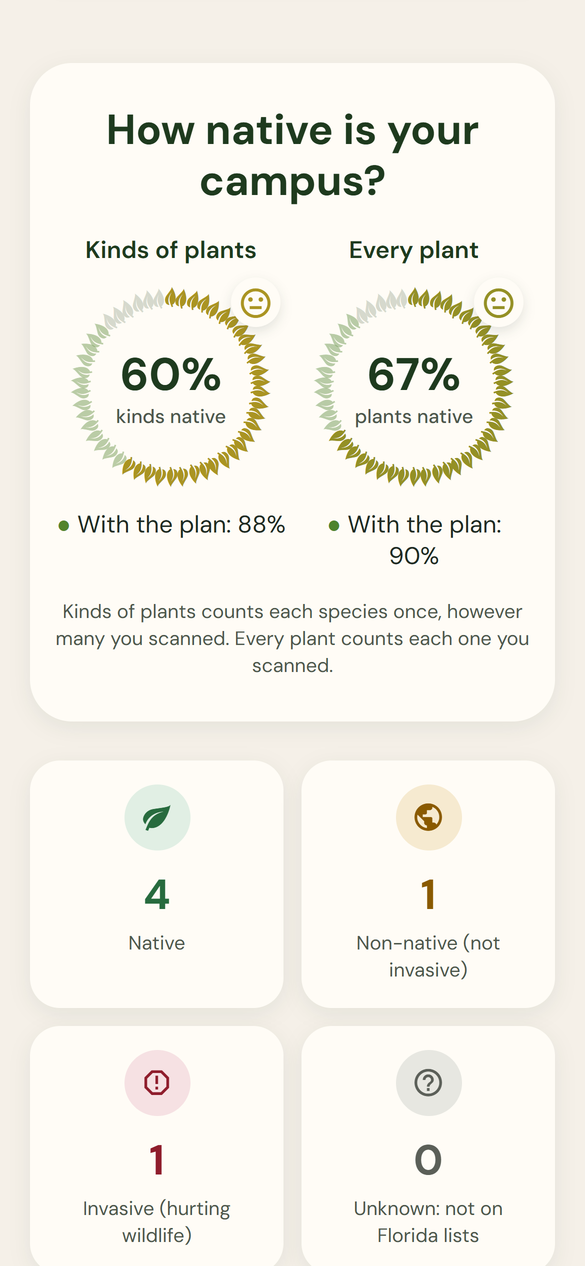 How native is your
campus?
Kinds of plants
Every plant
60%
kinds native
67%
plants native
With the plan: 88%
With the plan:
90%
Kinds of plants counts each species once, however
many you scanned. Every plant counts each one you
scanned.
4
Native
1
Non-native (not
invasive)
1
Invasive (hurting
wildlife)
0
Unknown: not on
Florida lists